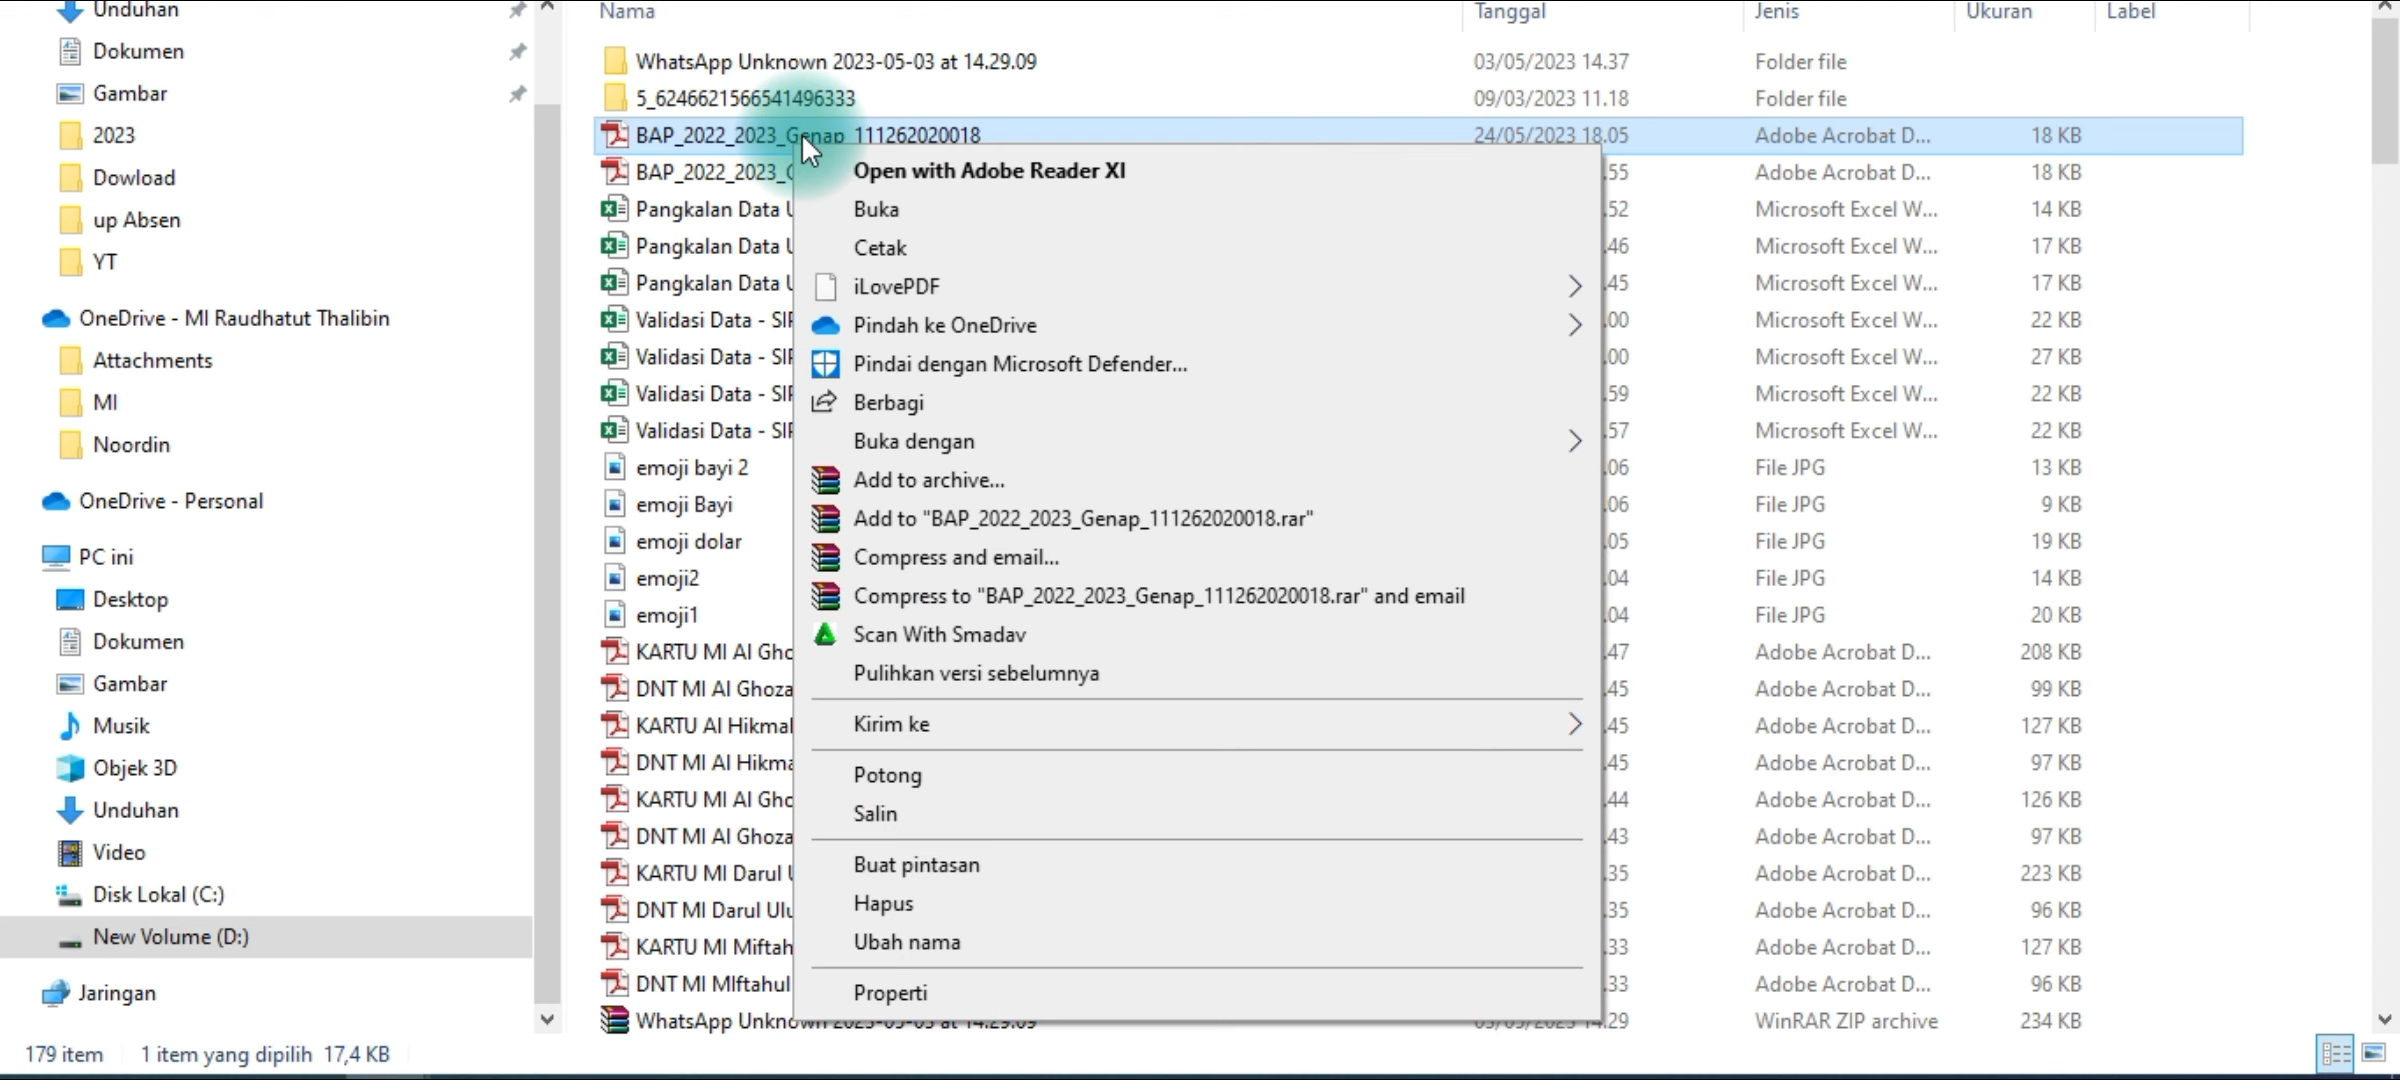 Unduhan
Dokumen
Gambar
2023
Dowload
up Absen
YT
OneDrive - MI Raudhatut Thalibin
Attachments
MI
Noordin
OneDrive - Personal
PC ini
Desktop
Dokumen
Gambar
Musik
Objek 3D
Unduhan
Video
Disk Lokal (C:)
New Volume (D:)
Jaringan
Nama Tanggal Jenis Ukuran Label
WhatsApp Unknown 2023-05-03 at 14.29.09 03/05/2023 14.37 Folder file
5_6246621566541496333 09/03/2023 11.18 Folder file
BAP_2022_2023_Genap_111262020018 24/05/2023 18.05 Adobe Acrobat D... 18 KB
BAP_2022_2023_ .55 Adobe Acrobat D... 18 KB
Pangkalan Data .52 Microsoft Excel W... 14 KB
Pangkalan Data .46 Microsoft Excel W... 17 KB
Pangkalan Data .45 Microsoft Excel W... 17 KB
Validasi Data - .00 Microsoft Excel W... 22 KB
Validasi Data - .00 Microsoft Excel W... 27 KB
Validasi Data - .59 Microsoft Excel W... 22 KB
Validasi Data - .57 Microsoft Excel W... 22 KB
emoji bayi 2 .06 File JPG 13 KB
emoji Bayi .06 File JPG 9 KB
emoji dolar .05 File JPG 19 KB
emoji2 .04 File JPG 14 KB
emoji1 .04 File JPG 20 KB
KARTU MI Al Gho .47 Adobe Acrobat D... 208 KB
DNT MI Al Ghoza .45 Adobe Acrobat D... 99 KB
KARTU Al Hikma .45 Adobe Acrobat D... 127 KB
DNT MI Al Hikma .45 Adobe Acrobat D... 97 KB
KARTU MI Al Gho .44 Adobe Acrobat D... 126 KB
DNT MI Al Ghoza .43 Adobe Acrobat D... 97 KB
KARTU MI Darul .35 Adobe Acrobat D... 223 KB
DNT MI Darul Ulu .35 Adobe Acrobat D... 96 KB
KARTU MI Miftah .33 Adobe Acrobat D... 127 KB
DNT MI MIftahul .33 Adobe Acrobat D... 96 KB
WhatsApp Unknown 2023-05-03 at 14.29.09 03/05/2023 14.29 WinRAR ZIP archive 234 KB
Open with Adobe Reader XI
Buka
Cetak
iLovePDF
Pindah ke OneDrive
Pindai dengan Microsoft Defender...
Berbagi
Buka dengan
Add to archive...
Add to "BAP_2022_2023_Genap_111262020018.rar"
Compress and email...
Compress to "BAP_2022_2023_Genap_111262020018.rar" and email
Scan With Smadav
Pulihkan versi sebelumnya
Kirim ke
Potong
Salin
Buat pintasan
Hapus
Ubah nama
Properti
179 item 1 item yang dipilih 17,4 KB